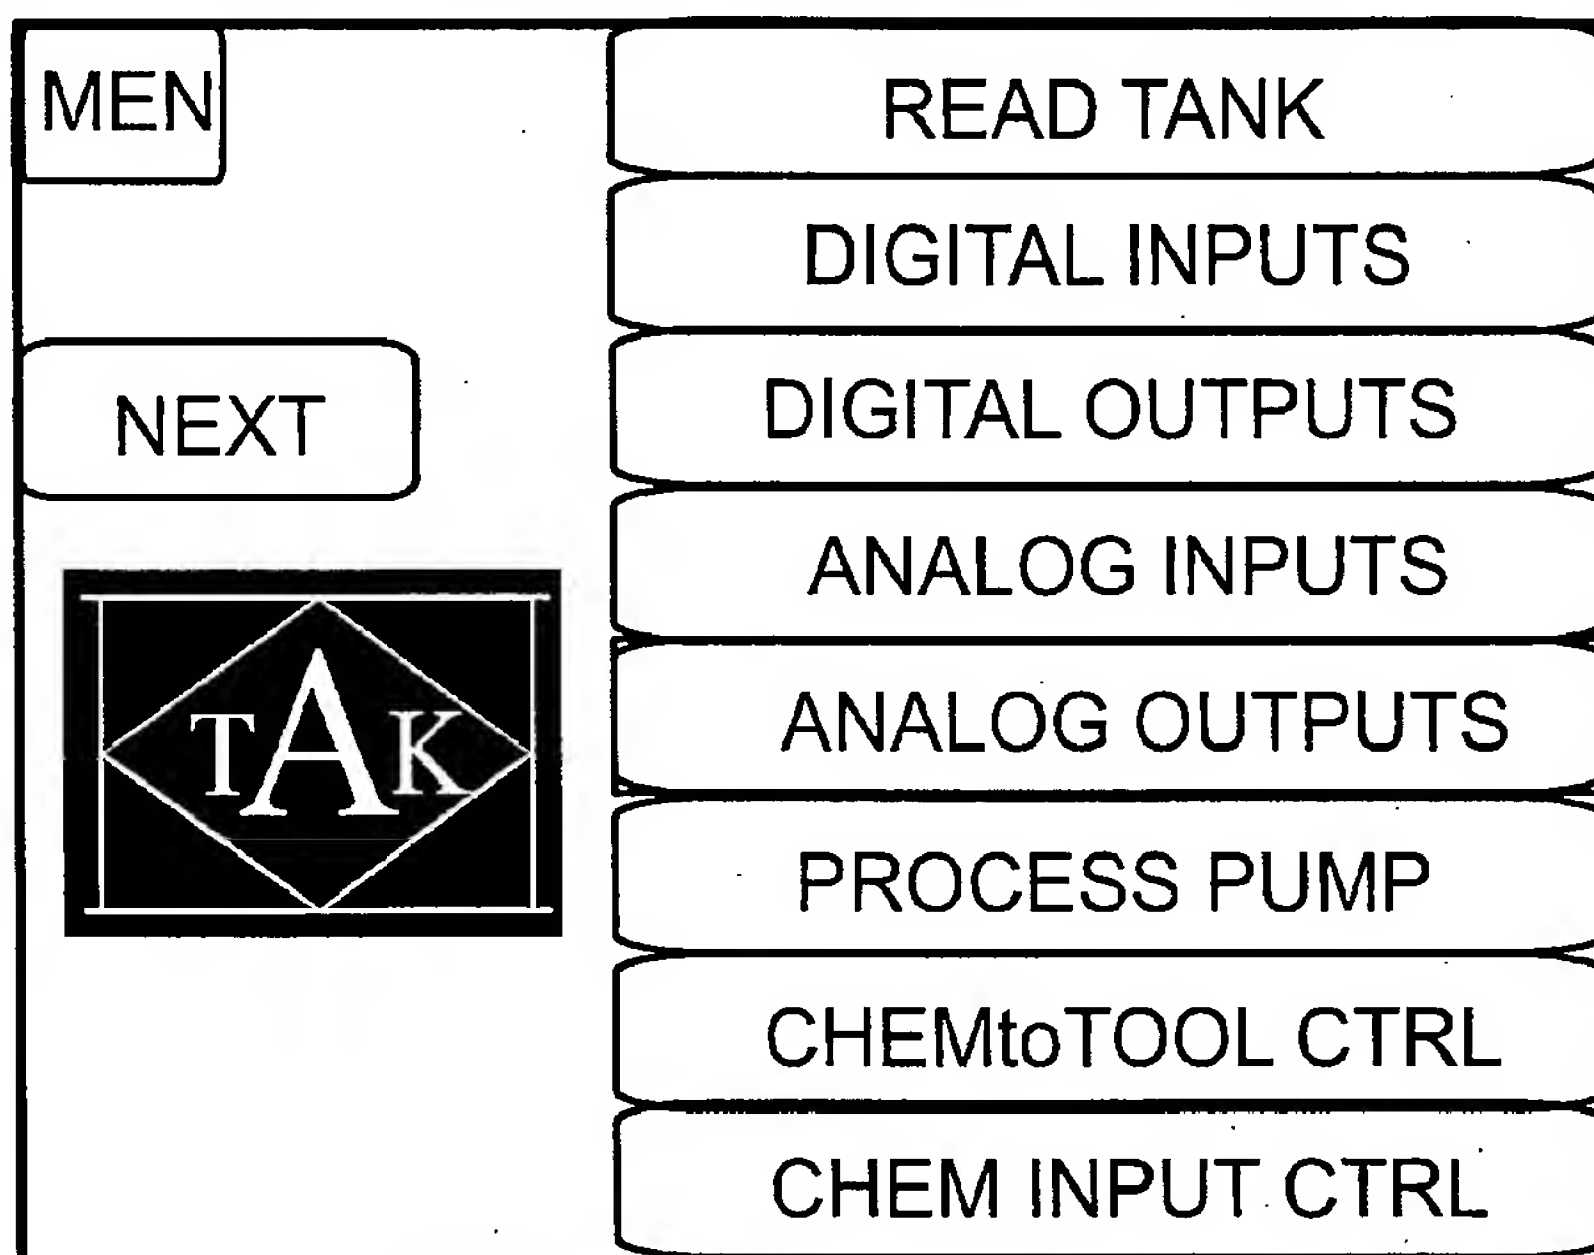 MEN
READ TANK
DIGITAL INPUTS
NEXT
DIGITAL OUTPUTS
ANALOG INPUTS
TAK
ANALOG OUTPUTS
PROCESS PUMP
CHEMtoTOOL CTRL
CHEM INPUT CTRL